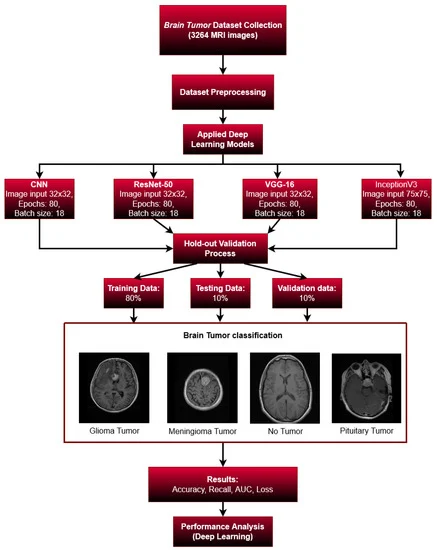 Brain Tumor Dataset Collection
(3264 MRI images)
Dataset Preprocessing
Applied Deep
Learning Models
CNN
Image input 32x32,
Epochs: 80,
Batch size: 18
ResNet-50
Image input 32x32,
Epochs: 80,
Batch size: 18
VGG-16
Image input 32x32,
Epochs: 80,
Batch size: 18
InceptionV3
Image input 75x75,
Epochs: 80,
Batch size: 18
Hold-out Validation
Process
Training Data:
80%
Testing Data:
10%
Validation data:
10%
Brain Tumor classification
Glioma Tumor
Meningioma Tumor
No Tumor
Pituitary Tumor
Results:
Accuracy, Recall, AUC, Loss
Performance Analysis
(Deep Learning)